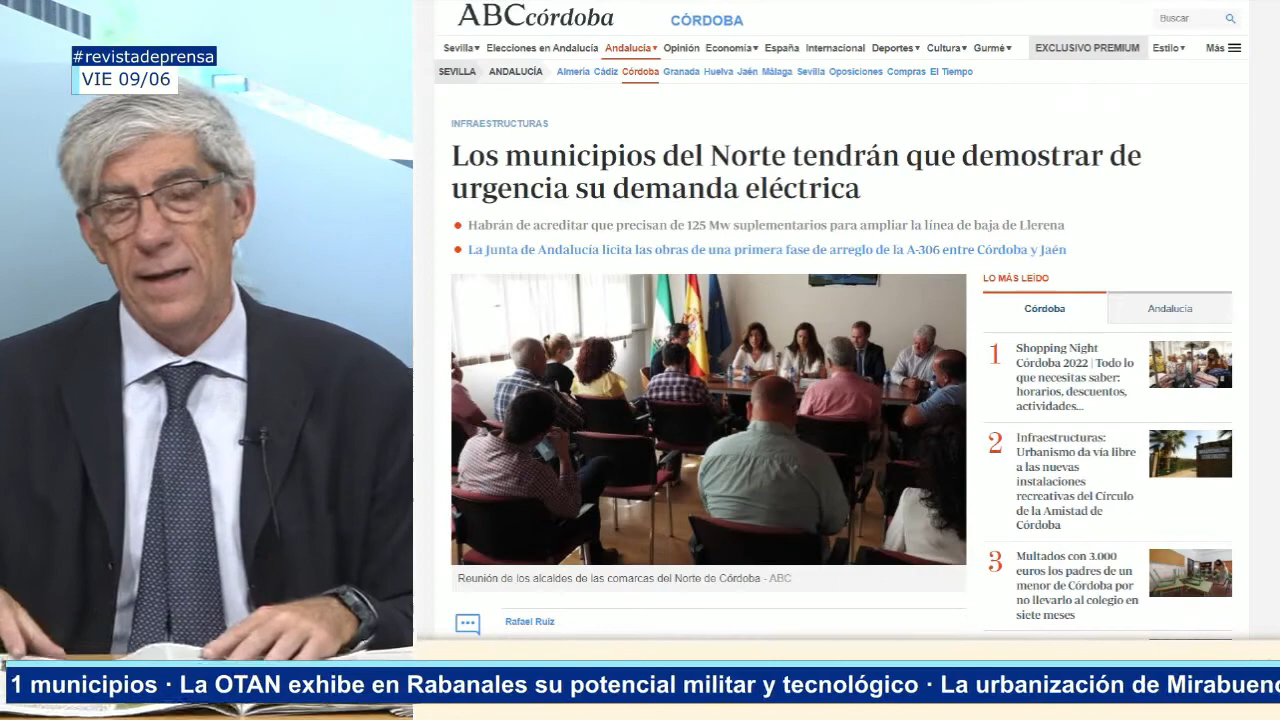 #revistadeprensa
VIE 09/06
ABCcórdoba
CÓRDOBA
Buscar
Sevilla Elecciones en Andalucía Andalucía Opinión Economía España Internacional Deportes Cultura Gurmé EXCLUSIVO PREMIUM Estilo Más
SEVILLA ANDALUCÍA Almería Cádiz Córdoba Granada Huelva Jaén Málaga Sevilla Oposiciones Compras El Tiempo
INFRAESTRUCTURAS
Los municipios del Norte tendrán que demostrar de
urgencia su demanda eléctrica
Habrán de acreditar que precisan de 125 Mw suplementarios para ampliar la línea de baja de Llerena
La Junta de Andalucía licita las obras de una primera fase de arreglo de la A-306 entre Córdoba y Jaén
Reunión de los alcaldes de las comarcas del Norte de Córdoba - ABC
Rafael Ruiz
LO MÁS LEÍDO
Córdoba
Andalucía
1
Shopping Night
Córdoba 2022 | Todo lo
que necesitas saber:
horarios, descuentos,
actividades...
2
Infraestructuras:
Urbanismo da vía libre
a las nuevas
instalaciones
recreativas del Círculo
de la Amistad de
Córdoba
3
Multados con 3.000
euros los padres de un
menor de Córdoba por
no llevarlo al colegio en
siete meses
1 municipios · La OTAN exhibe en Rabanales su potencial militar y tecnológico · La urbanización de Mirabueno